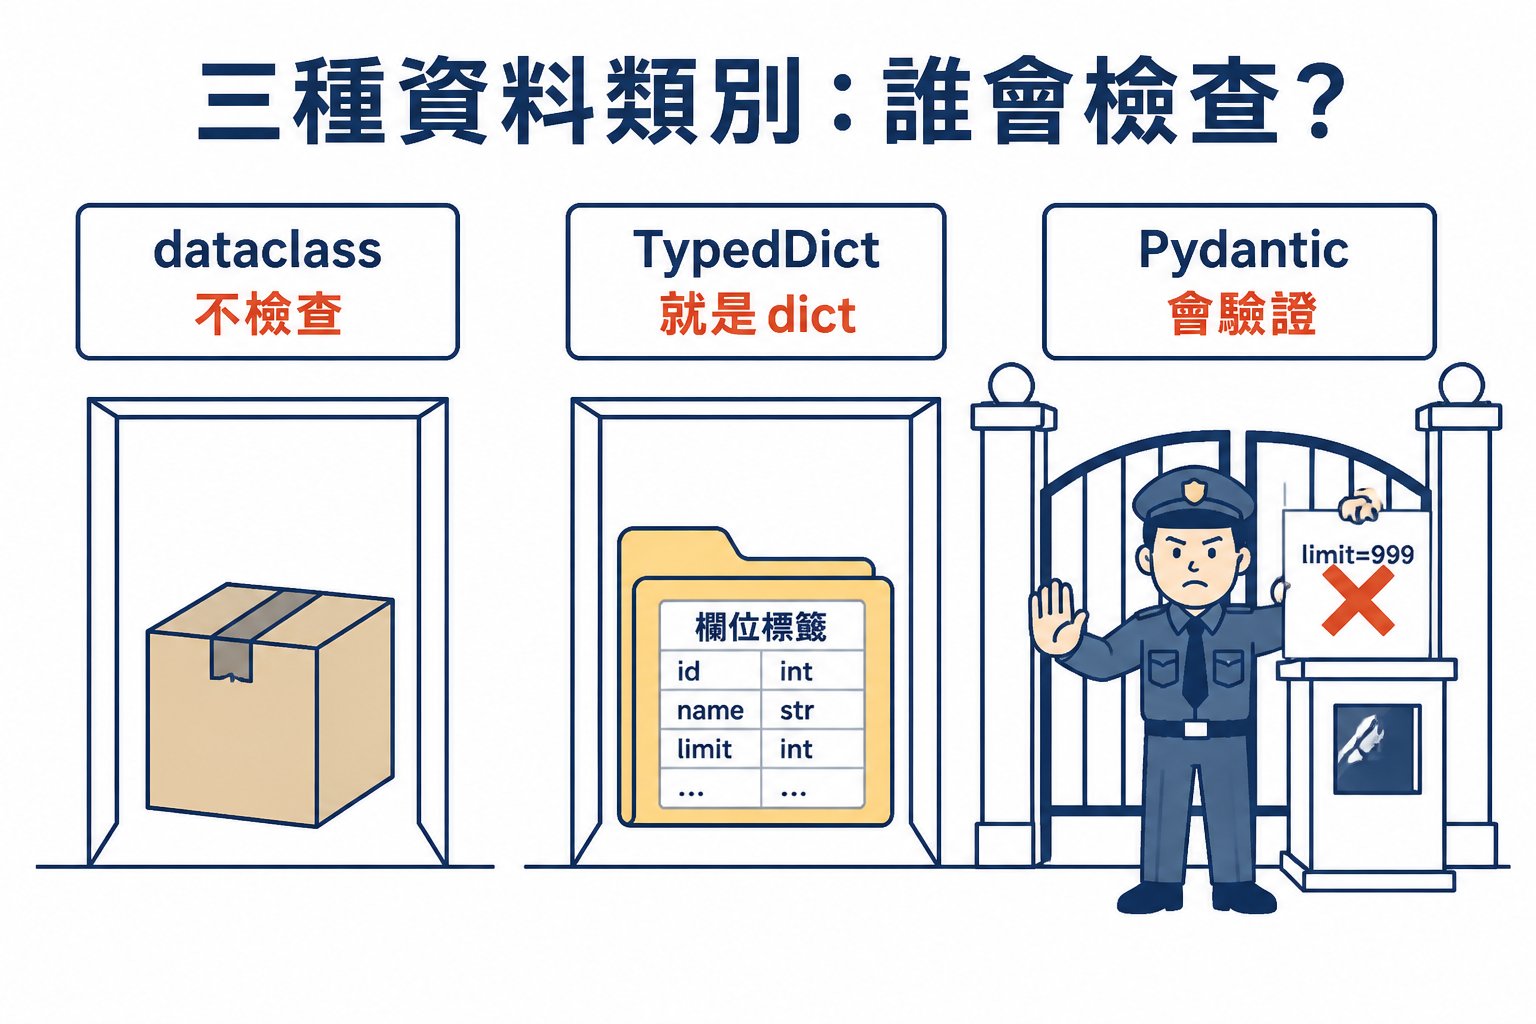 三種資料類別：誰會檢查？
dataclass
不檢查
TypedDict
就是 dict
Pydantic
會驗證
欄位標籤
id int
name str
limit int
... ...
limit=999